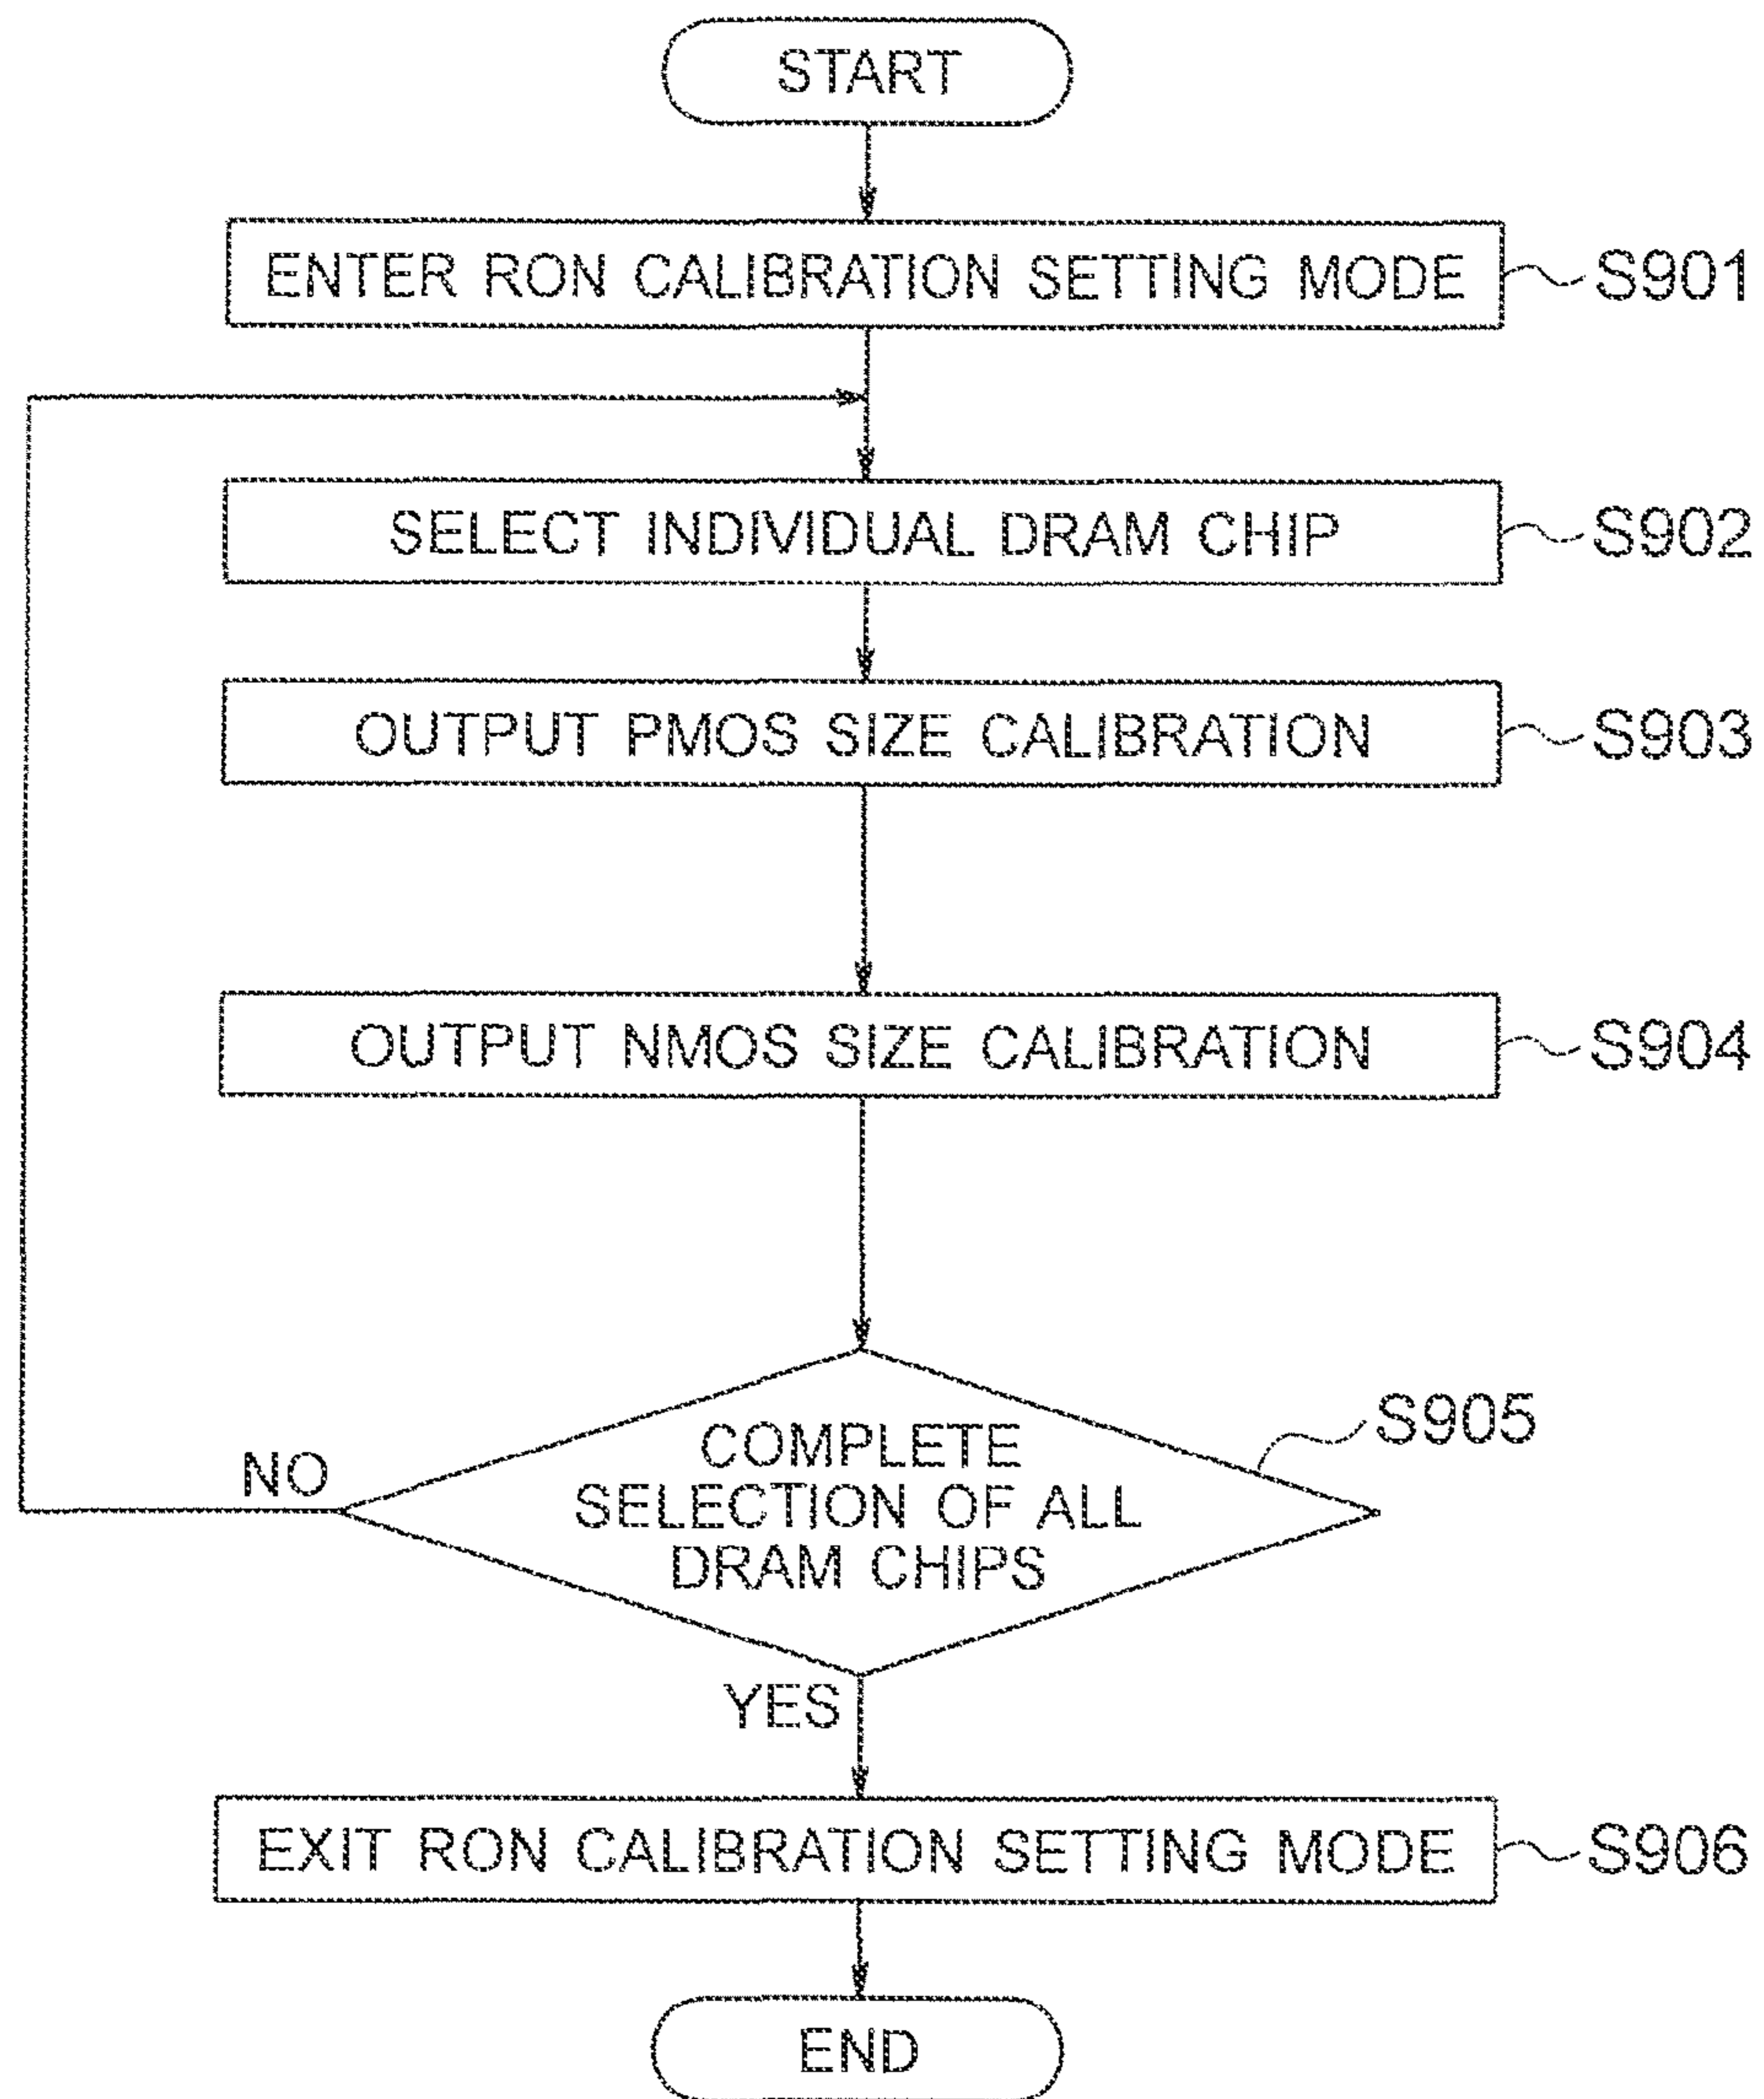 START
ENTER RON CALIBRATION SETTING MODE
S901
SELECT INDIVIDUAL DRAM CHIP
S902
OUTPUT PMOS SIZE CALIBRATION
S903
OUTPUT NMOS SIZE CALIBRATION
S904
S905
COMPLETE
SELECTION OF ALL
DRAM CHIPS
NO
YES
EXIT RON CALIBRATION SETTING MODE
S906
END